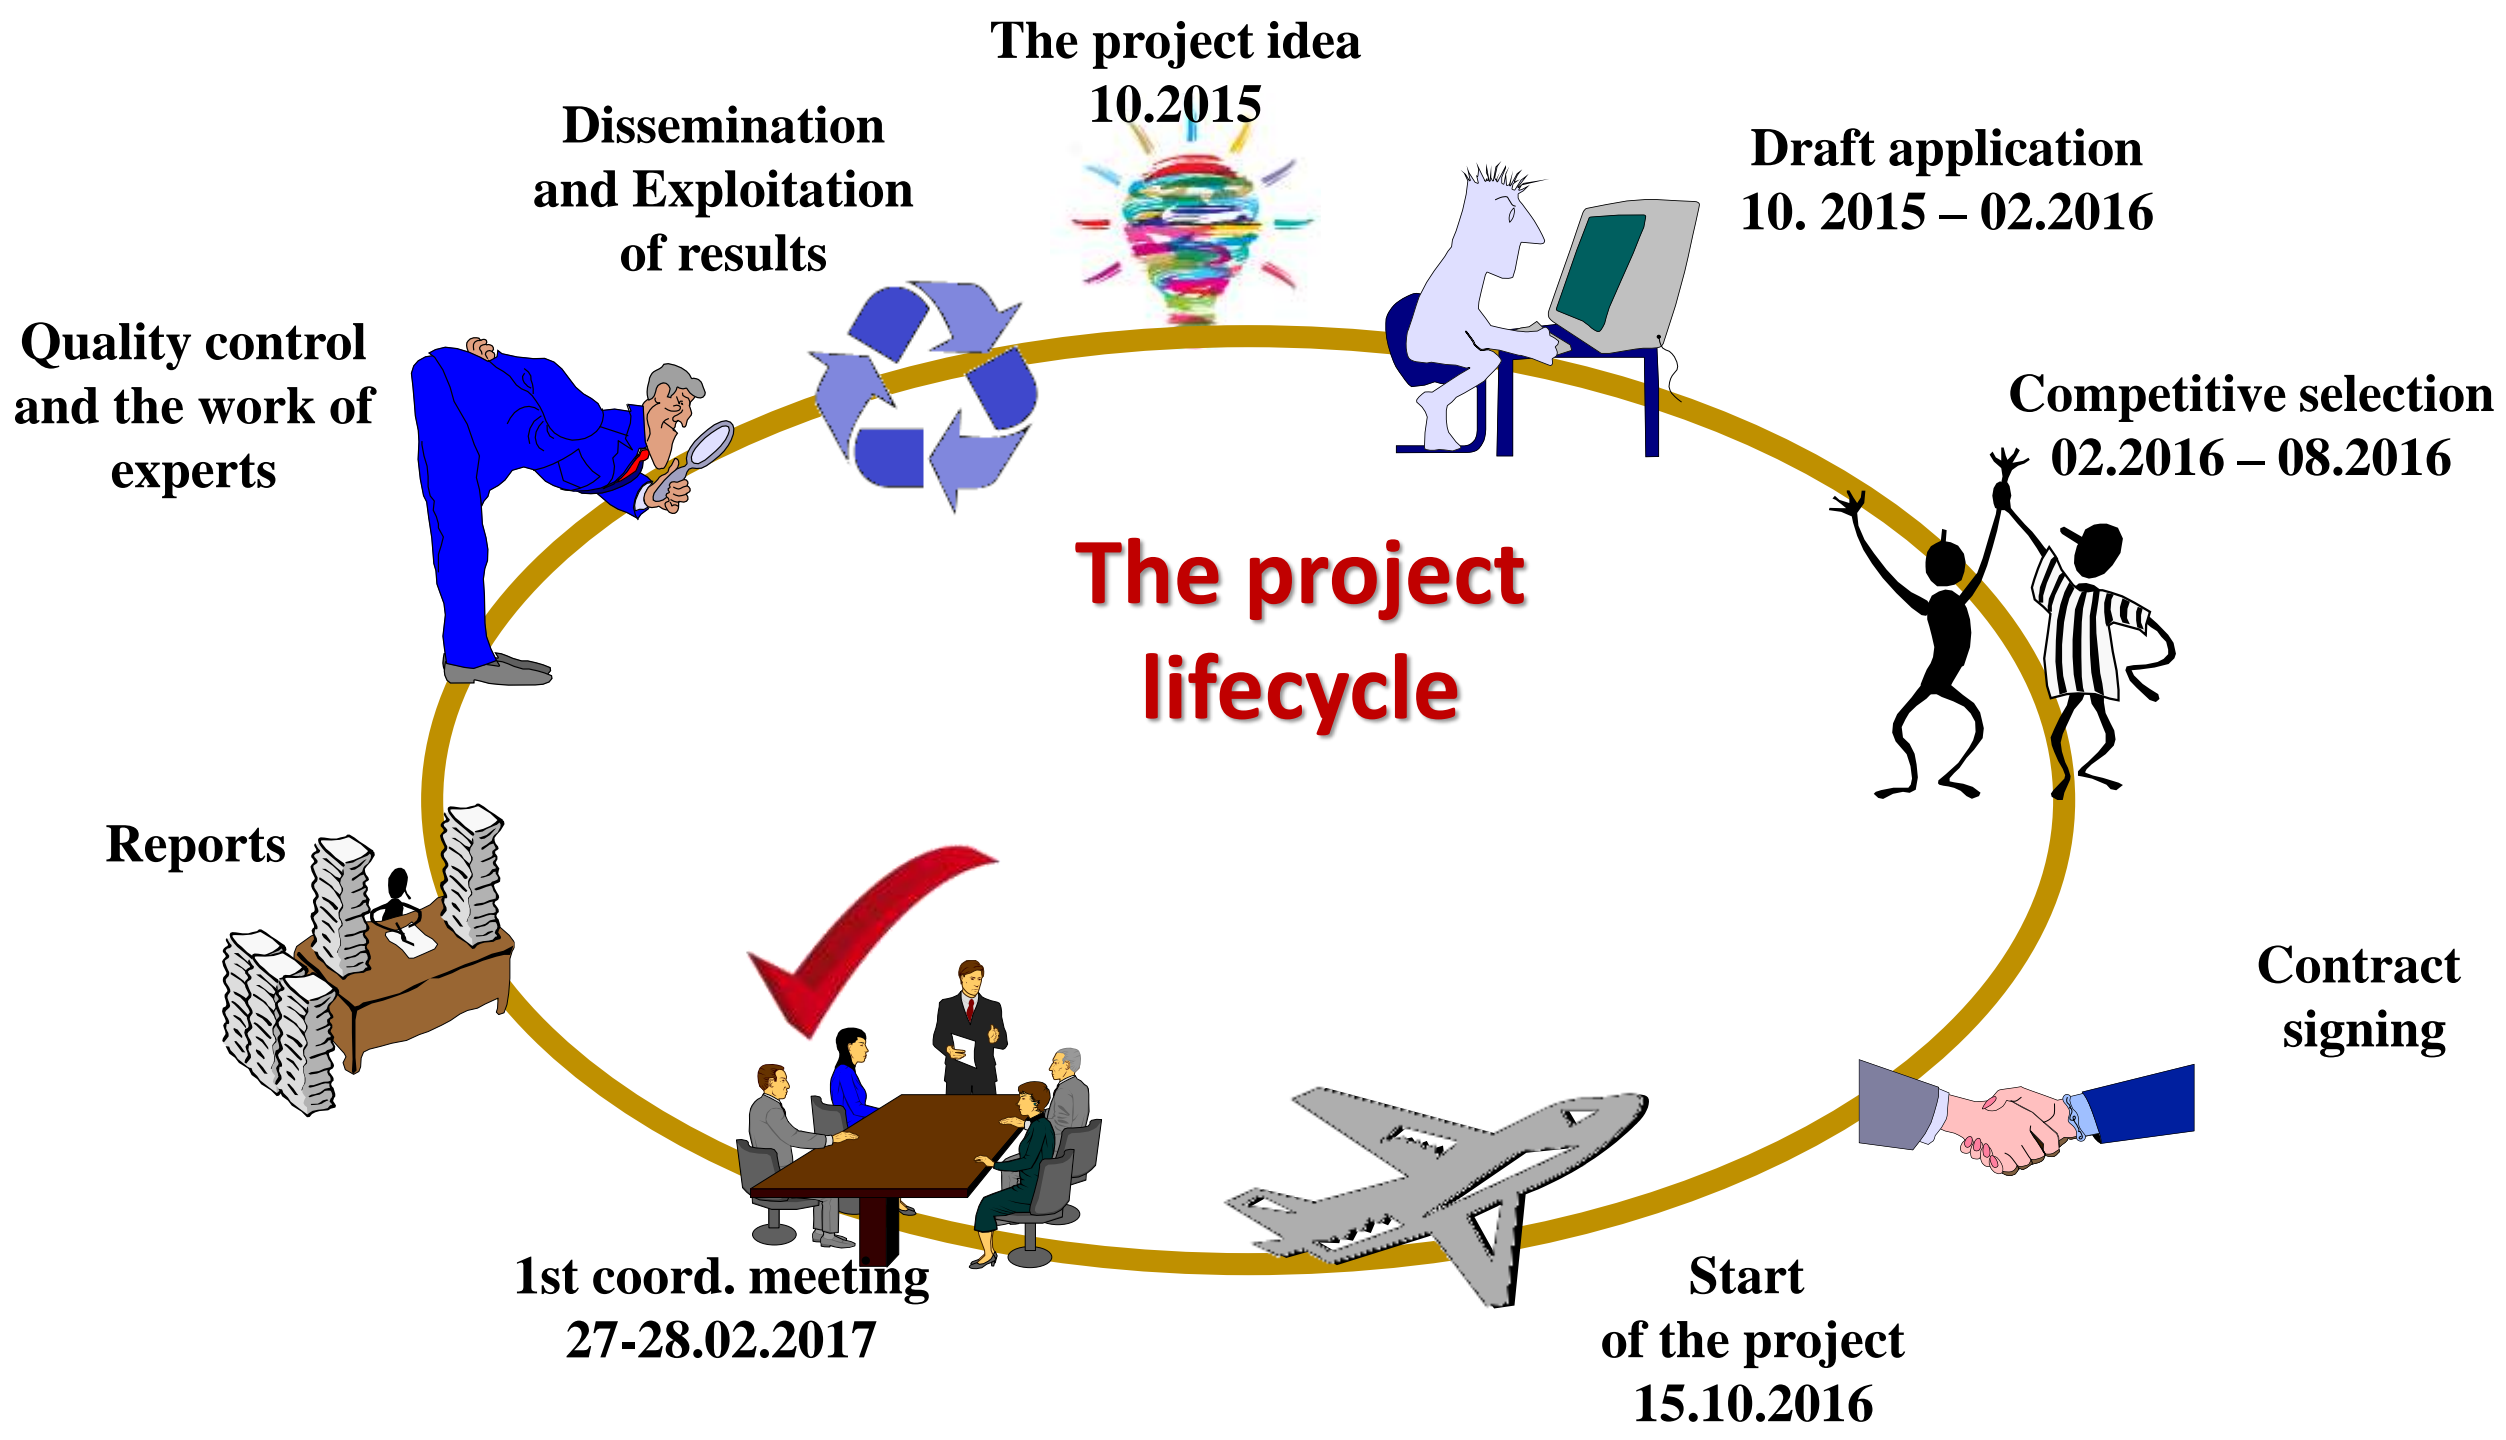 The project idea
10.2015
Draft application
10. 2015 – 02.2016
Competitive selection
02.2016 – 08.2016
Contract
signing
Start
of the project
15.10.2016
1st coord. meeting
27-28.02.2017
Reports
Quality control
and the work of
experts
Dissemination
and Exploitation
of results
The project
lifecycle